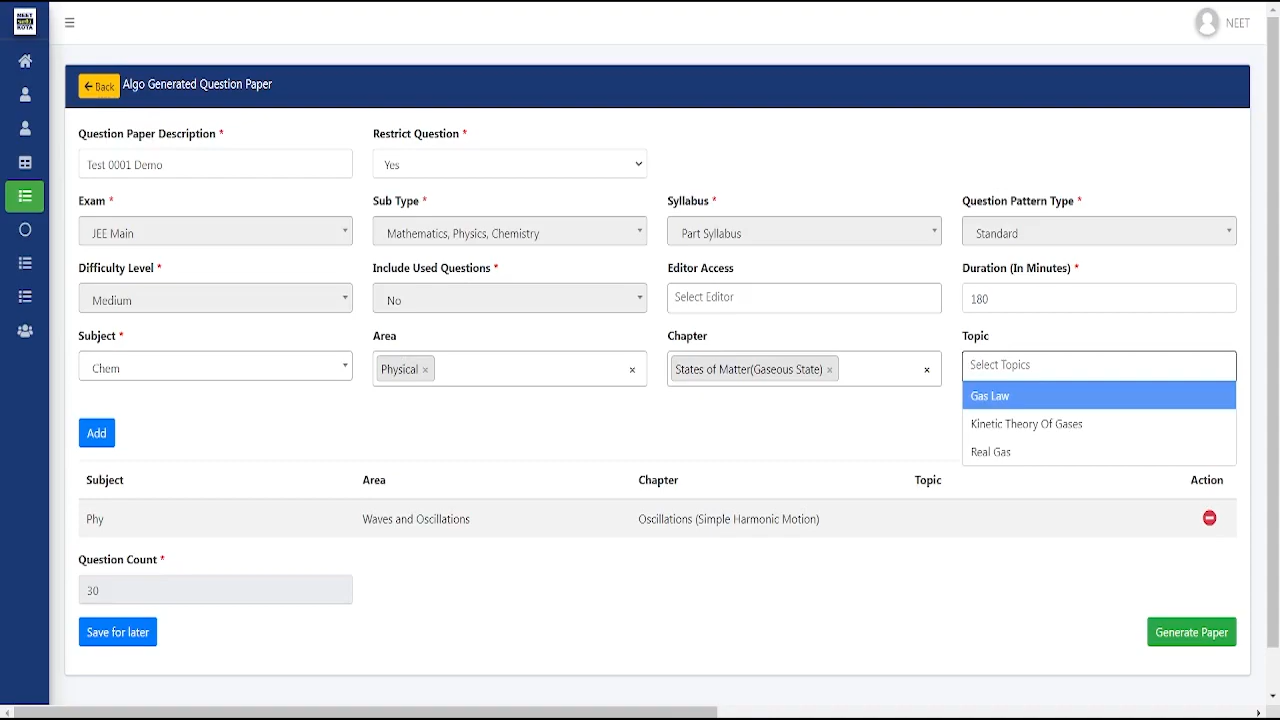 NEET
KOTA
NEET
Back Algo Generated Question Paper
Question Paper Description * Restrict Question *
Test 0001 Demo Yes
Exam * Sub Type * Syllabus * Question Pattern Type *
JEE Main Mathematics, Physics, Chemistry Part Syllabus Standard
Difficulty Level * Include Used Questions * Editor Access Duration (In Minutes) *
Medium No Select Editor 180
Subject * Area Chapter Topic
Chem Physical × × States of Matter(Gaseous State) × × Select Topics
Gas Law
Kinetic Theory Of Gases
Real Gas
Add
Subject Area Chapter Topic Action
Phy Waves and Oscillations Oscillations (Simple Harmonic Motion)
Question Count *
30
Save for later Generate Paper